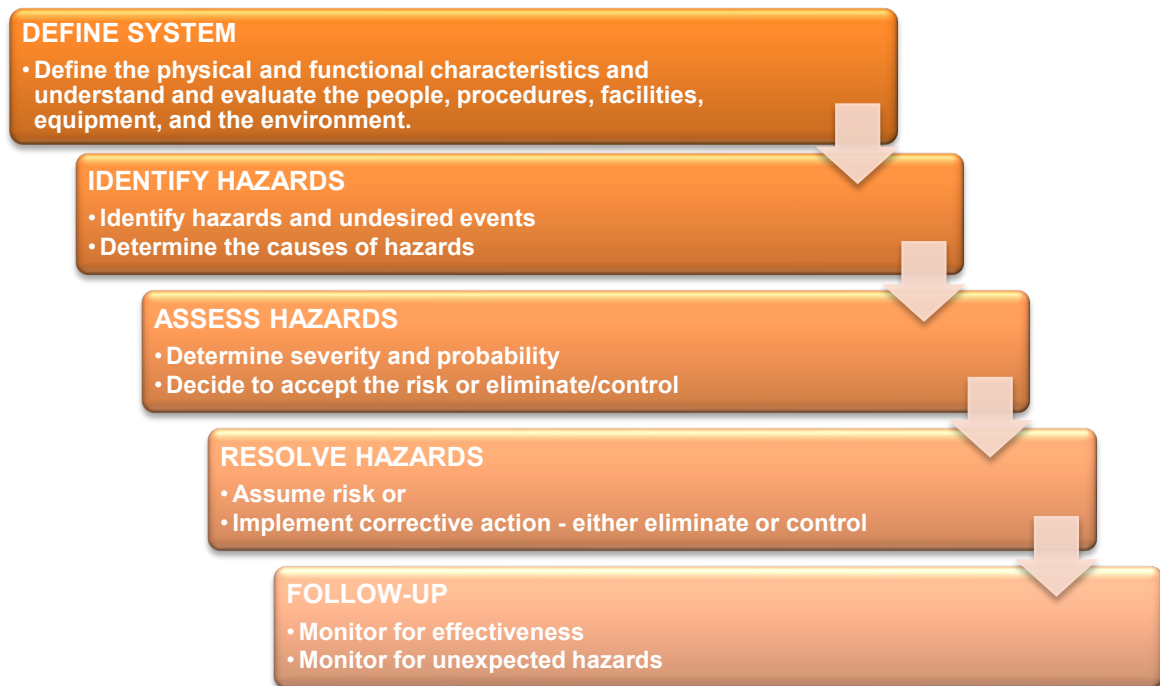 DEFINE SYSTEM
• Define the physical and functional characteristics and
understand and evaluate the people, procedures, facilities,
equipment, and the environment.
IDENTIFY HAZARDS
• Identify hazards and undesired events
• Determine the causes of hazards
ASSESS HAZARDS
• Determine severity and probability
• Decide to accept the risk or eliminate/control
RESOLVE HAZARDS
• Assume risk or
• Implement corrective action - either eliminate or control
FOLLOW-UP
• Monitor for effectiveness
• Monitor for unexpected hazards